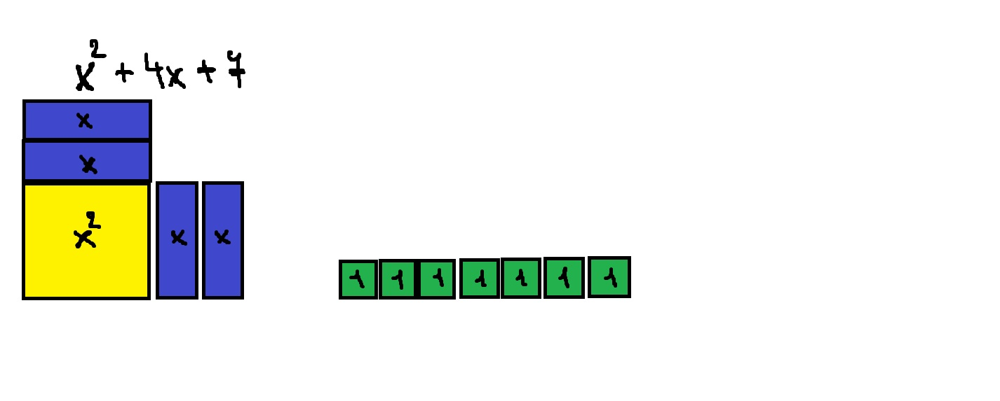 x² + 4x + 7
x
x
x² x x
1 1 1 1 1 1 1